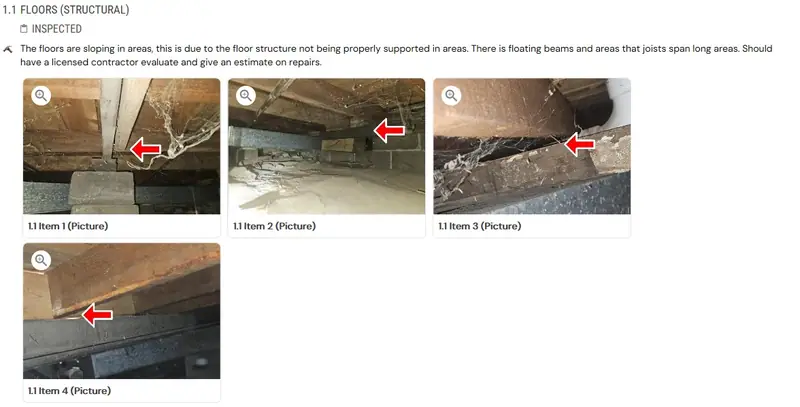 1.1 FLOORS (STRUCTURAL)
INSPECTED
The floors are sloping in areas, this is due to the floor structure not being properly supported in areas. There is floating beams and areas that joists span long areas. Should
have a licensed contractor evaluate and give an estimate on repairs.
1.1 Item 1 (Picture)
1.1 Item 2 (Picture)
1.1 Item 3 (Picture)
1.1 Item 4 (Picture)